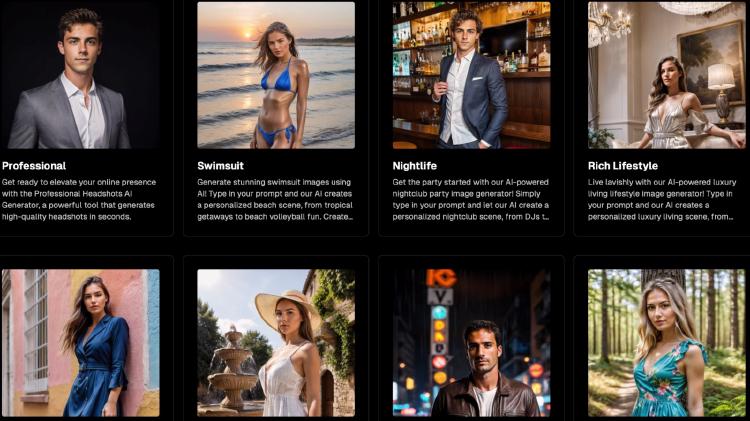 Professional
Get ready to elevate your online presence
with the Professional Headshots AI
Generator, a powerful tool that generates
high-quality headshots in seconds.
Swimsuit
Generate stunning swimsuit images using
AI! Type in your prompt and our AI creates
a personalized beach scene, from tropical
getaways to beach volleyball fun. Create...
Nightlife
Get the party started with our AI-powered
nightclub party image generator! Simply
type in your prompt and let our AI create a
personalized nightclub scene, from DJs t...
Rich Lifestyle
Live lavishly with our AI-powered luxury
living lifestyle image generator! Type in
your prompt and our AI creates a
personalized luxury living scene, from...